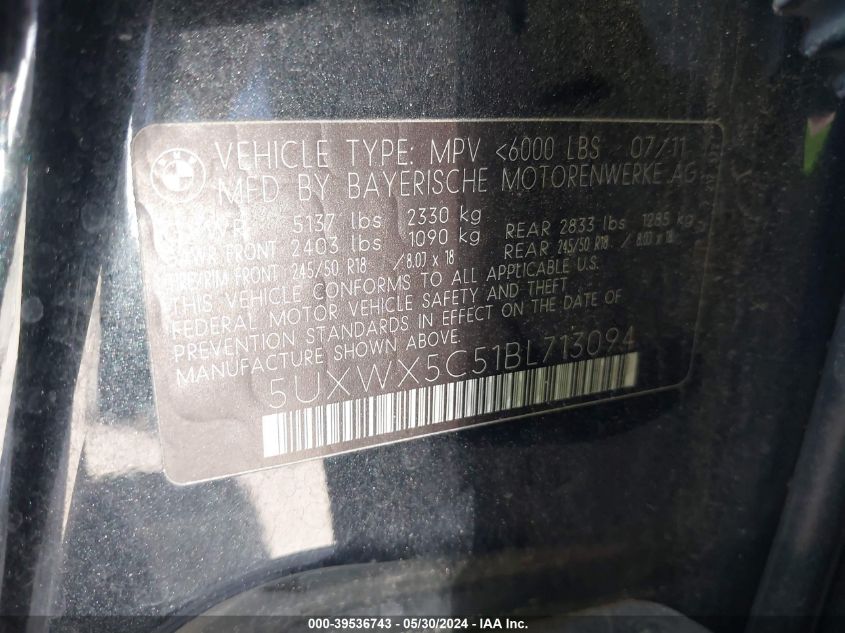 BMW
VEHICLE TYPE: MPV <6000 LBS 07/11
MFD BY BAYERISCHE MOTORENWERKE AG
5137 lbs 2330 kg
FRONT 2403 lbs 1090 kg REAR 2833 lbs 1285 kg
TIRE/RIM FRONT 245/50 R18 / 8.0J x 18 REAR 245/50 R18 / 8.0J x 18
THIS VEHICLE CONFORMS TO ALL APPLICABLE U.S.
FEDERAL MOTOR VEHICLE SAFETY AND THEFT
PREVENTION STANDARDS IN EFFECT ON THE DATE OF
MANUFACTURE SHOWN ABOVE.
5UXWX5C51BL713094
000-39536743 - 05/30/2024 - IAA Inc.